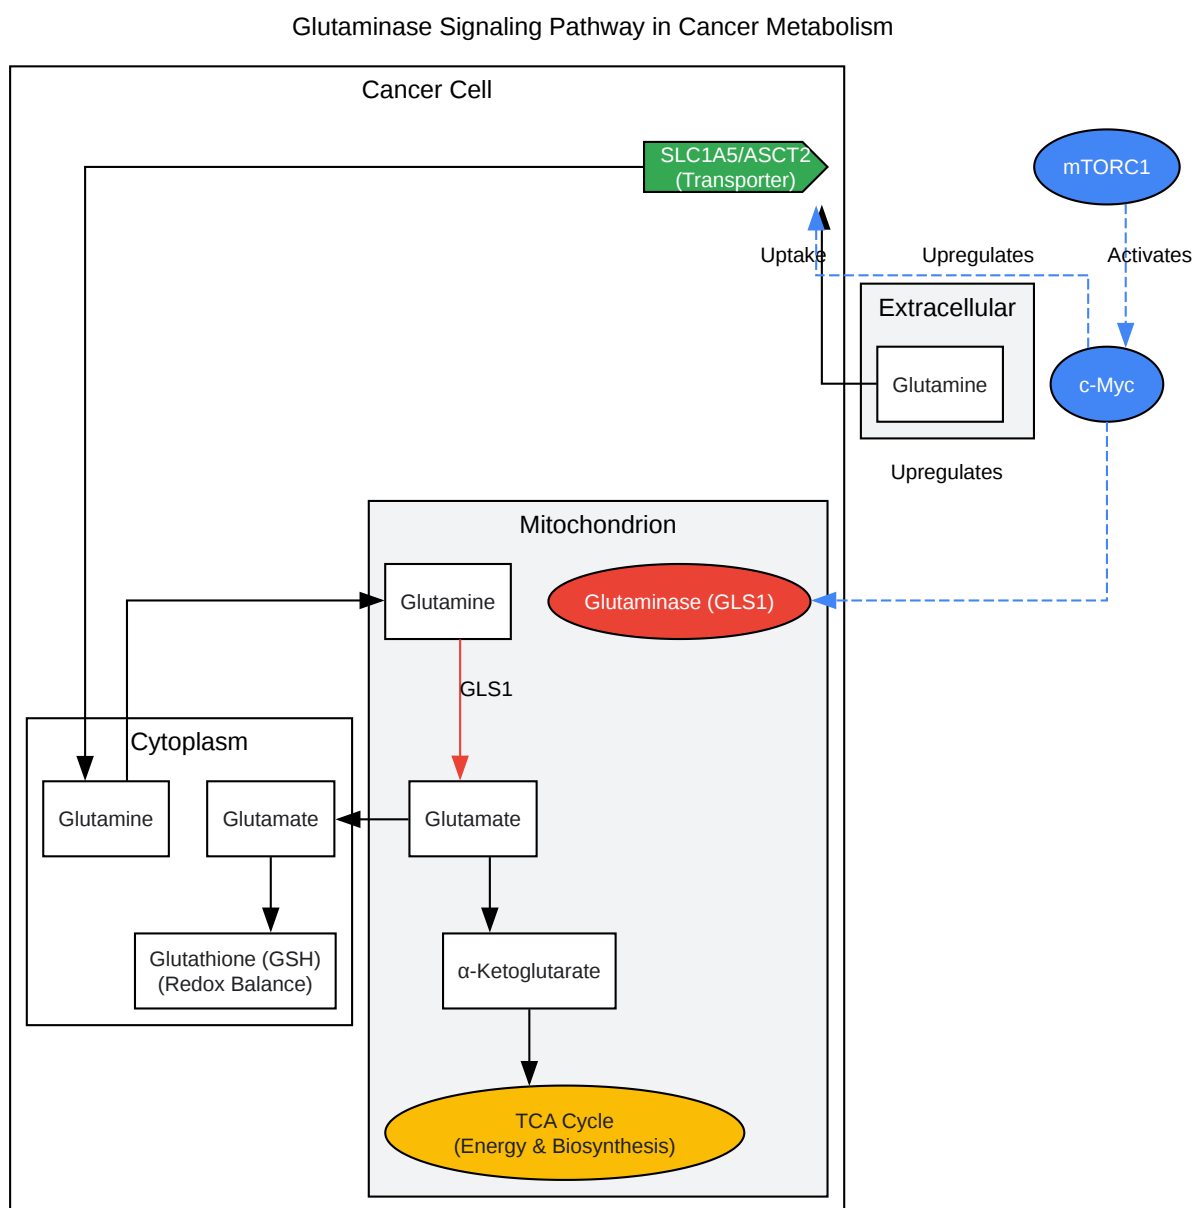 Glutaminase Signaling Pathway in Cancer Metabolism
Cancer Cell
SLC1A5/ASCT2
(Transporter)
mTORC1
Uptake
Upregulates
Activates
Extracellular
Glutamine
c-Myc
Upregulates
Mitochondrion
Glutamine
Glutaminase (GLS1)
GLS1
Cytoplasm
Glutamine
Glutamate
Glutamate
Glutathione (GSH)
(Redox Balance)
α-Ketoglutarate
TCA Cycle
(Energy & Biosynthesis)